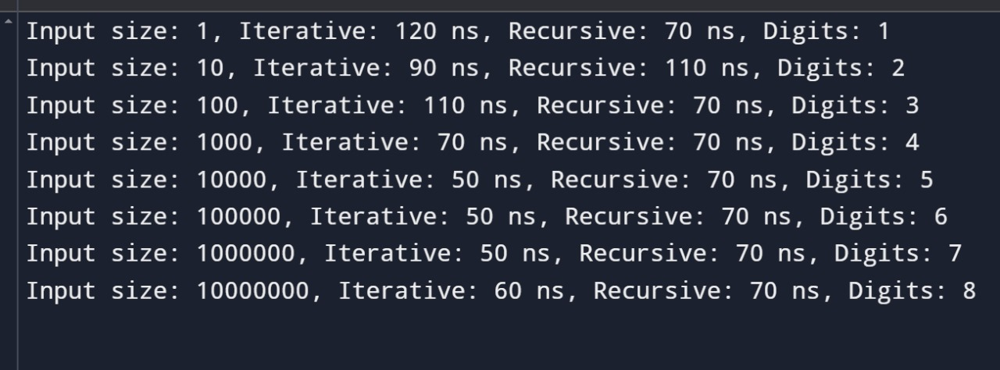 Input size: 1, Iterative: 120 ns, Recursive: 70 ns, Digits: 1
Input size: 10, Iterative: 90 ns, Recursive: 110 ns, Digits: 2
Input size: 100, Iterative: 110 ns, Recursive: 70 ns, Digits: 3
Input size: 1000, Iterative: 70 ns, Recursive: 70 ns, Digits: 4
Input size: 10000, Iterative: 50 ns, Recursive: 70 ns, Digits: 5
Input size: 100000, Iterative: 50 ns, Recursive: 70 ns, Digits: 6
Input size: 1000000, Iterative: 50 ns, Recursive: 70 ns, Digits: 7
Input size: 10000000, Iterative: 60 ns, Recursive: 70 ns, Digits: 8